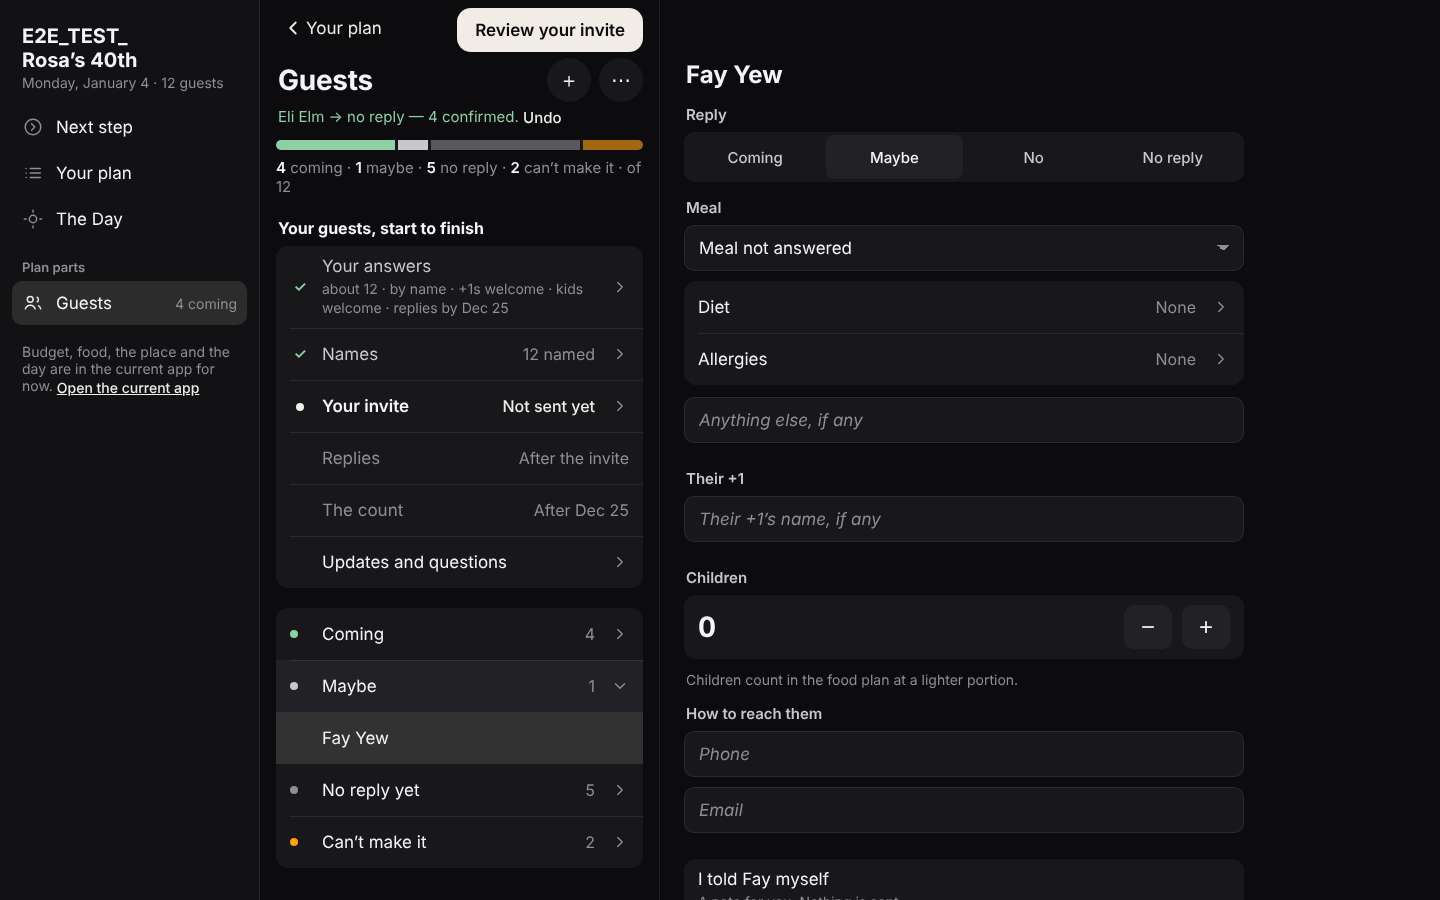 E2E_TEST_
Rosa’s 40th
Monday, January 4 · 12 guests
Next step
Your plan
The Day
Plan parts
Guests 4 coming
Budget, food, the place and the
day are in the current app for
now. Open the current app
Your plan
Review your invite
Guests
+ ···
Eli Elm → no reply — 4 confirmed. Undo
4 coming · 1 maybe · 5 no reply · 2 can’t make it · of
12
Your guests, start to finish
Your answers
about 12 · by name · +1s welcome · kids
welcome · replies by Dec 25
Names 12 named
Your invite Not sent yet
Replies After the invite
The count After Dec 25
Updates and questions
Coming 4
Maybe 1
Fay Yew
No reply yet 5
Can’t make it 2
Fay Yew
Reply
Coming Maybe No No reply
Meal
Meal not answered
Diet None
Allergies None
Anything else, if any
Their +1
Their +1’s name, if any
Children
0 − +
Children count in the food plan at a lighter portion.
How to reach them
Phone
Email
I told Fay myself